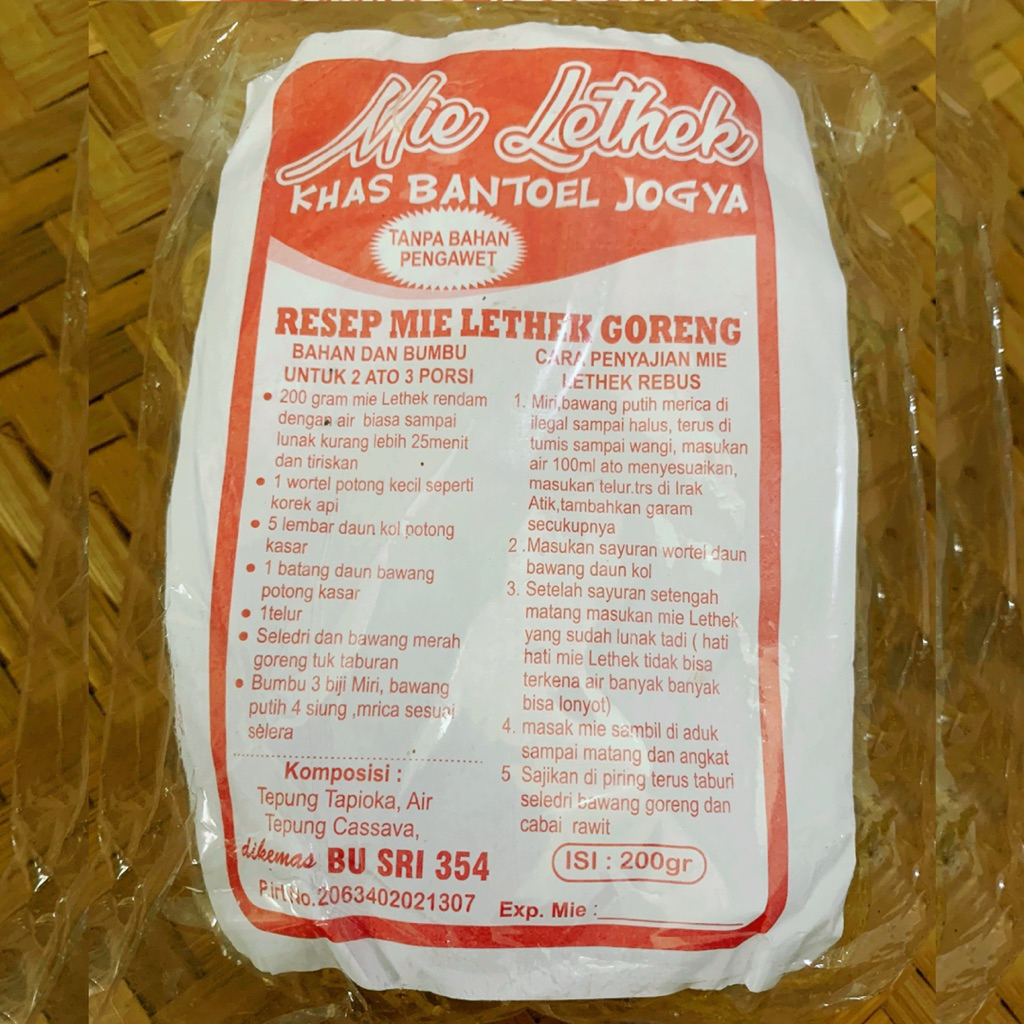 Mie Lethek
KHAS BANTOEL JOGYA
TANPA BAHAN
PENGAWET
RESEP MIE LETHEK GORENG
BAHAN DAN BUMBU
UNTUK 2 ATO 3 PORSI
• 200 gram mie Lethek rendam
dengan air biasa sampai
lunak kurang lebih 25menit
dan tiriskan
• 1 wortel potong kecil seperti
korek api
• 5 lembar daun kol potong
kasar
• 1 batang daun bawang
potong kasar
• 1telur
• Seledri dan bawang merah
goreng tuk taburan
• Bumbu 3 biji Miri, bawang
putih 4 siung ,mrica sesuai
selera
Komposisi :
Tepung Tapioka, Air
Tepung Cassava,
dikemas BU SRI 354
P.irt No. 2063402021307
CARA PENYAJIAN MIE
LETHEK REBUS
1. Miri,bawang putih merica di
ilegal sampai halus, terus di
tumis sampai wangi, masukan
air 100ml ato menyesuaikan,
masukan telur.trs di Irak
Atik,tambahkan garam
secukupnya
2 .Masukan sayuran wortel daun
bawang daun kol
3. Setelah sayuran setengah
matang masukan mie Lethek
yang sudah lunak tadi ( hati
hati mie Lethek tidak bisa
terkena air banyak banyak
bisa lonyot)
4. masak mie sambil di aduk
sampai matang dan angkat
5 Sajikan di piring terus taburi
seledri bawang goreng dan
cabai rawit
ISI : 200gr
Exp. Mie :